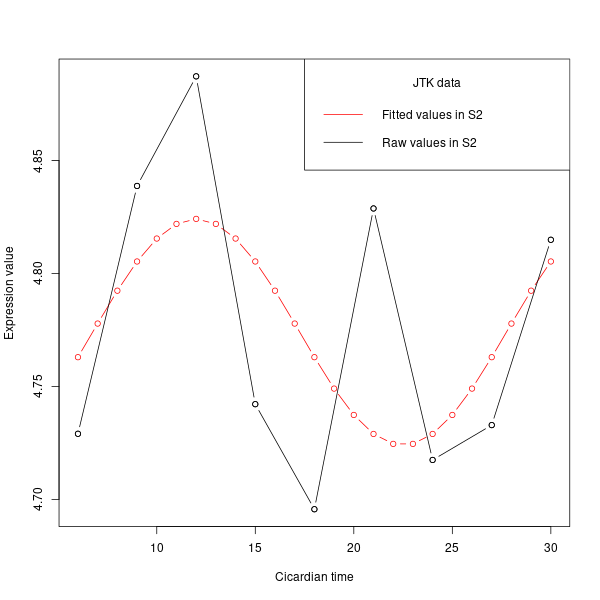 JTK data
Fitted values in S2
Raw values in S2
Expression value
4.85
4.80
4.75
4.70
10 15 20 25 30
Cicardian time